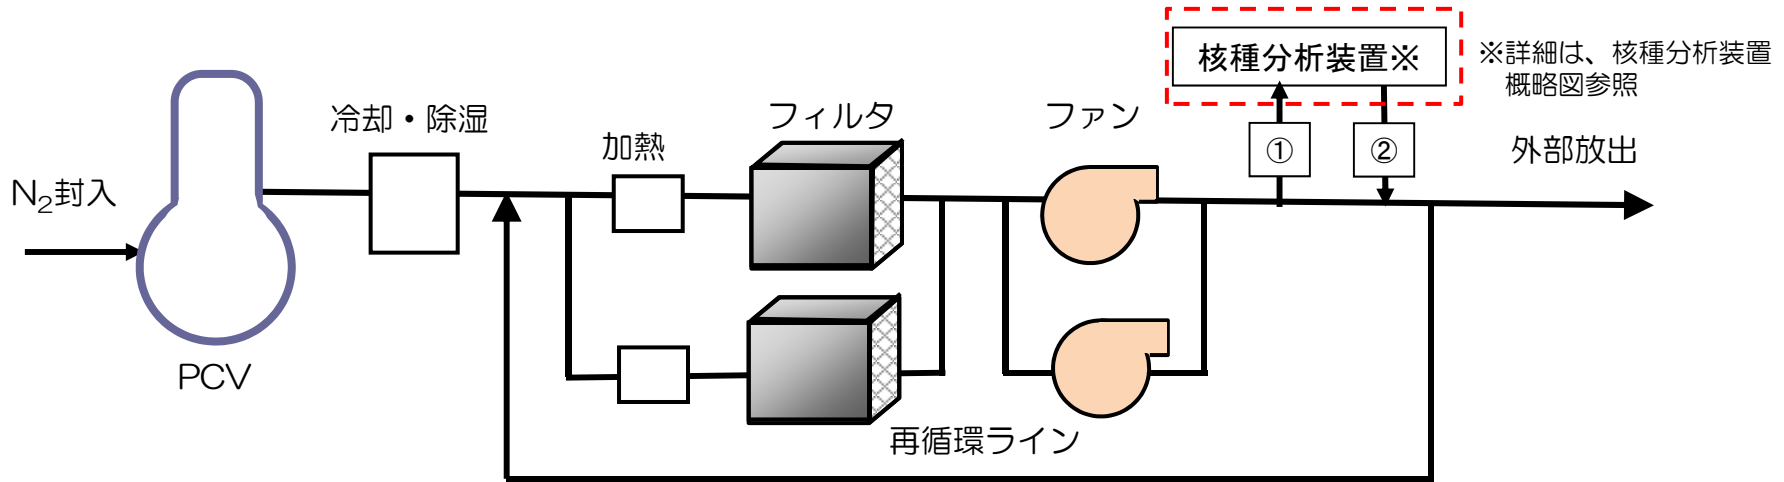 核種分析装置※
※詳細は、核種分析装置
概略図参照
冷却・除湿
フィルタ
ファン
加熱
①
②
外部放出
N₂封入
PCV
再循環ライン